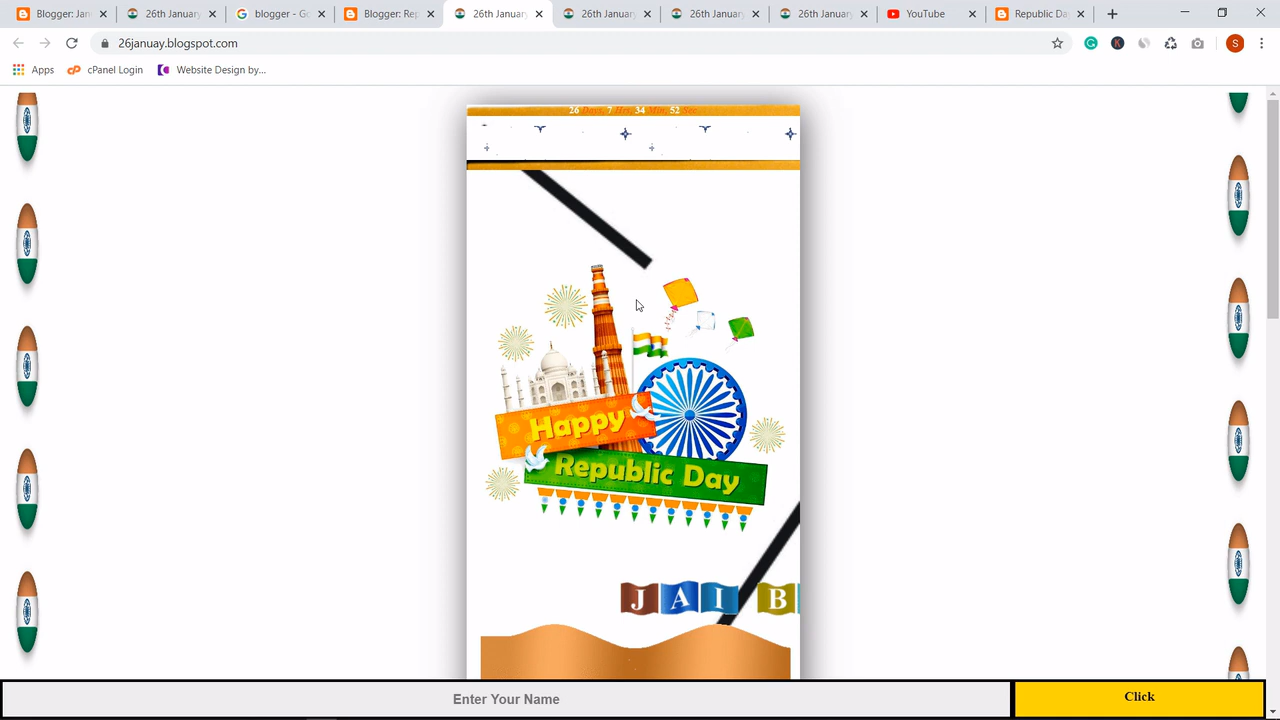 Blogger: Jan
26th January
blogger - Go
Blogger: Rep
26th January
26th January
26th January
26th January
YouTube
Republic Da
26januay.blogspot.com
S
Apps
cPanel Login
Website Design by...
26 Days, 7 Hrs, 34 Min, 52 Sec
Happy
Republic Day
JAI B
Enter Your Name
Click